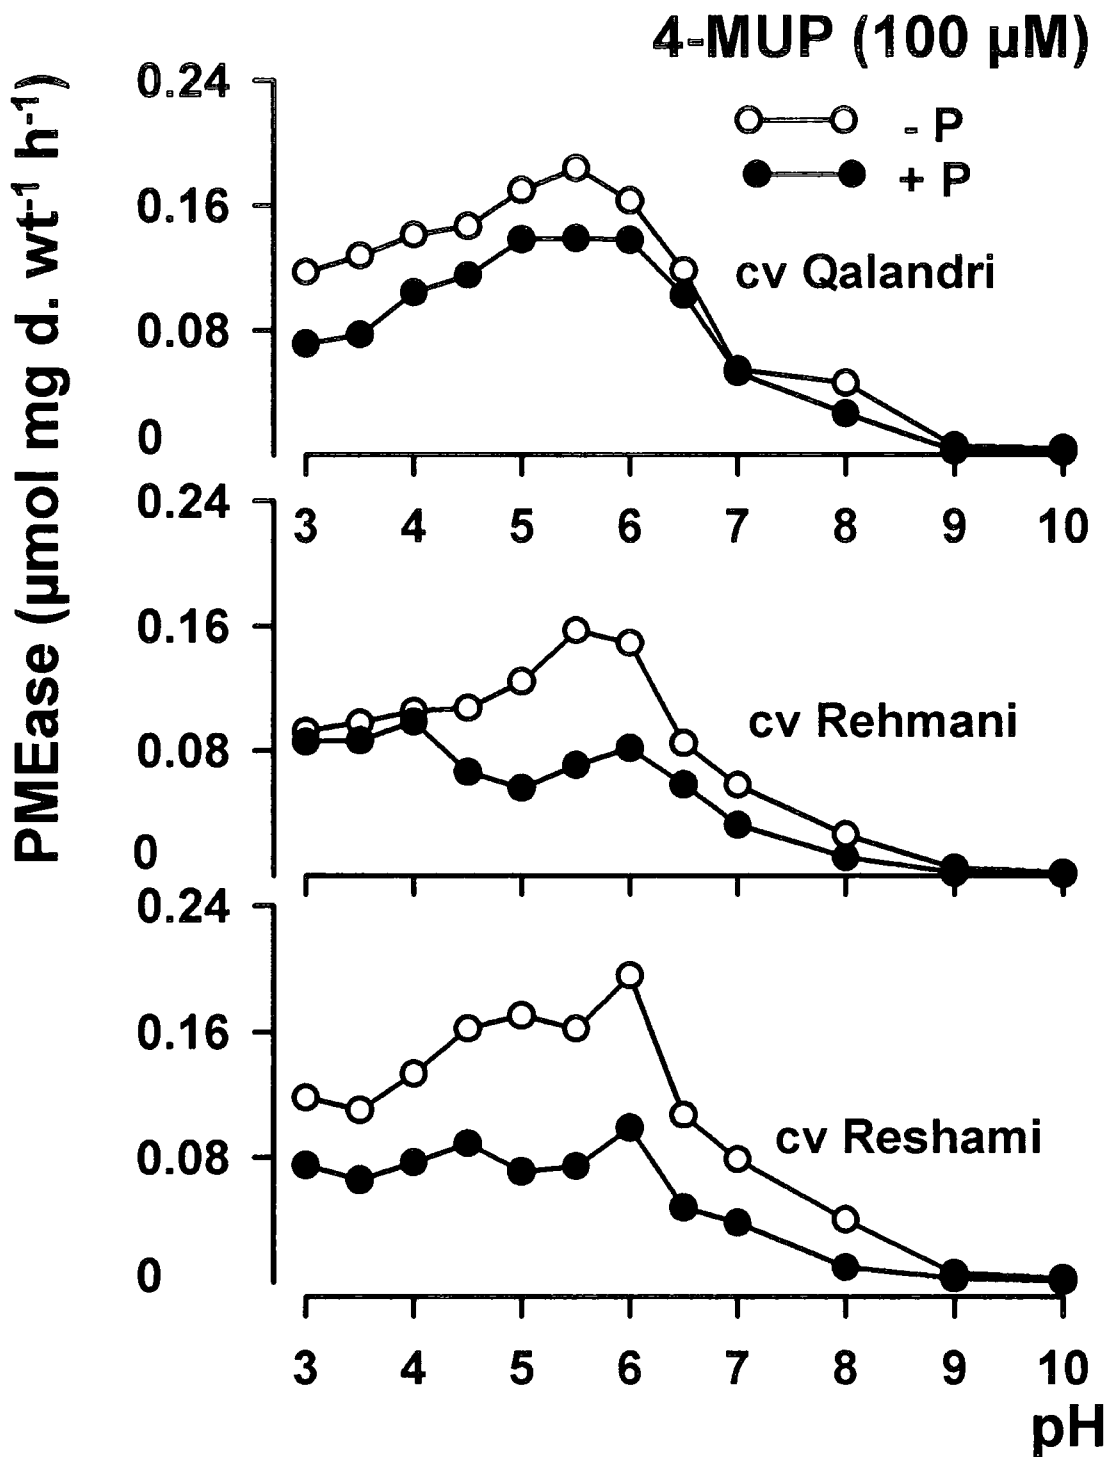 4-MUP (100 µM)
- P
+ P
PMEase (µmol mg d. wt-1 h-1)
0.24
0.16
0.08
0
cv Qalandri
3 4 5 6 7 8 9 10
0.24
0.16
0.08
0
cv Rehmani
0.24
0.16
0.08
0
cv Reshami
3 4 5 6 7 8 9 10
pH